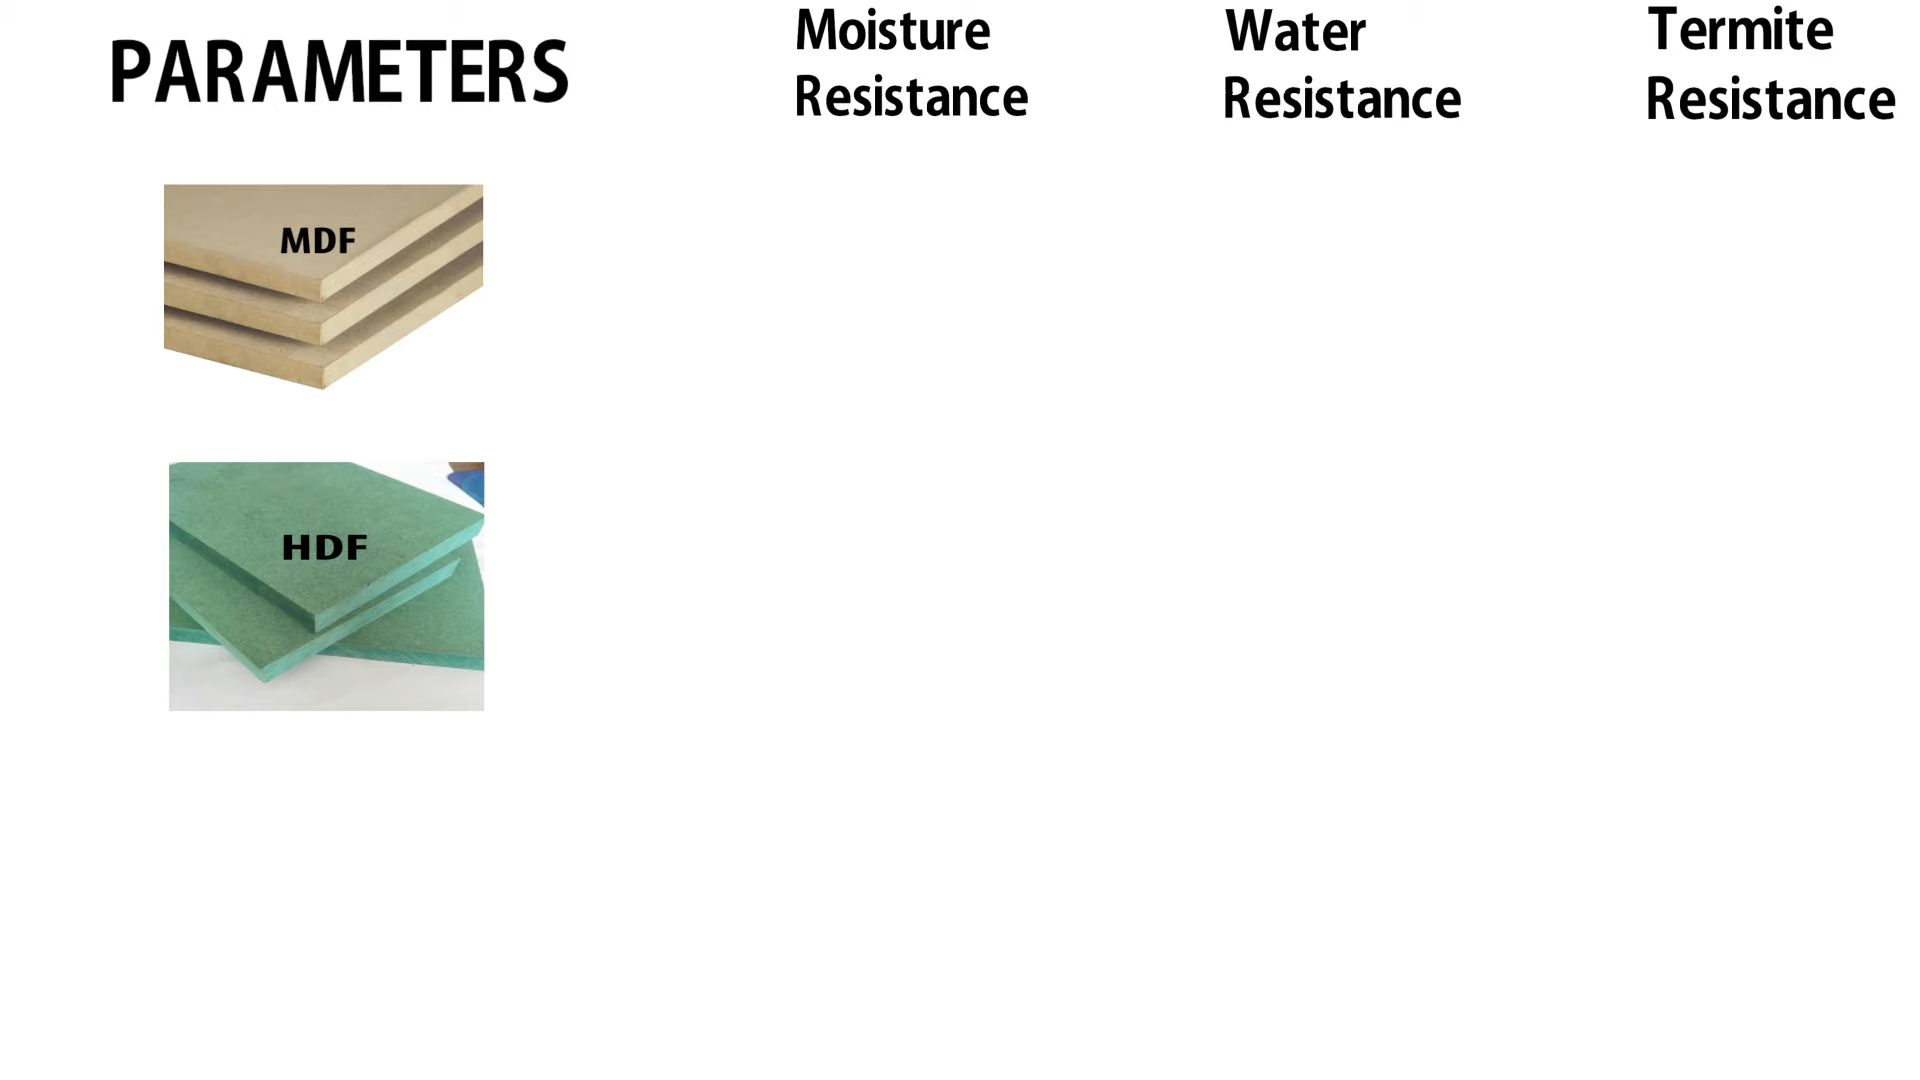 PARAMETERS
Moisture
Resistance
Water
Resistance
Termite
Resistance
MDF
HDF